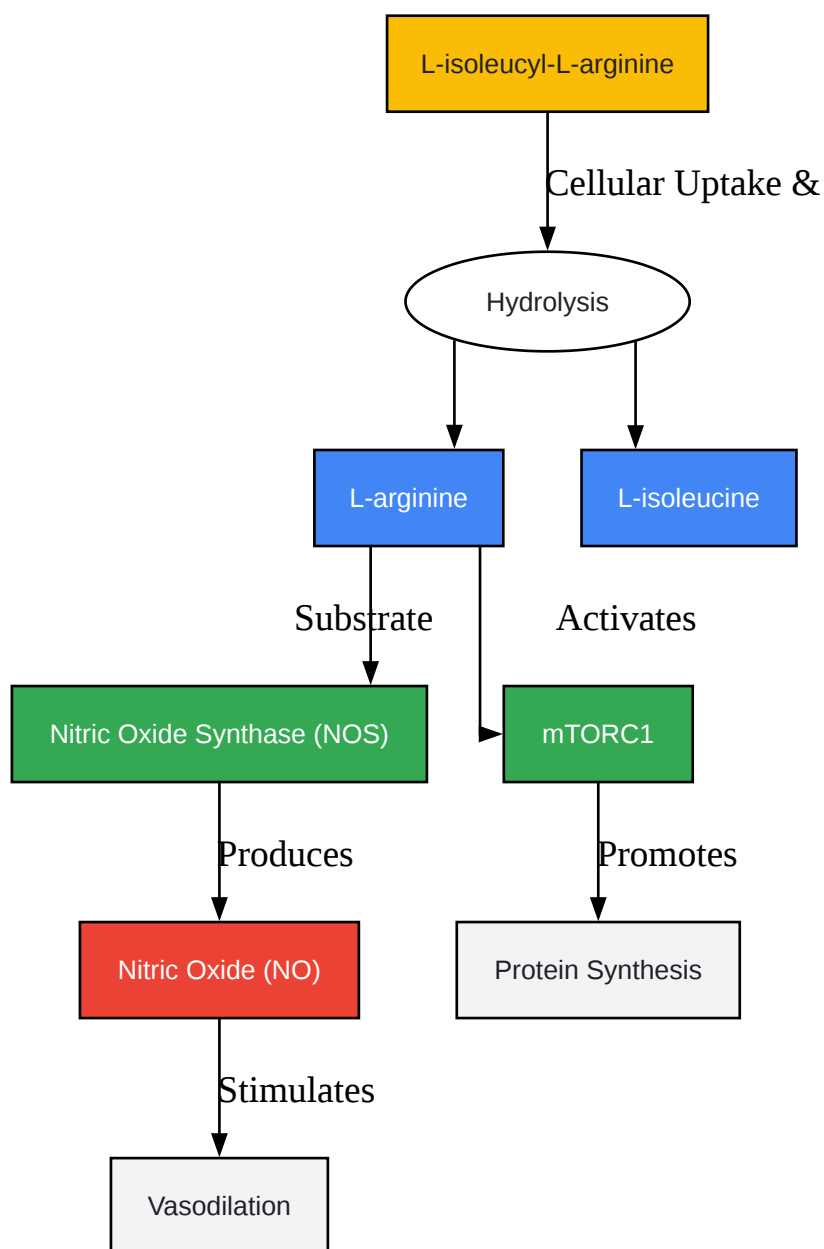 L-isoleucyl-L-arginine
Cellular Uptake &
Hydrolysis
L-arginine
L-isoleucine
Substrate
Activates
Nitric Oxide Synthase (NOS)
mTORC1
Produces
Promotes
Nitric Oxide (NO)
Protein Synthesis
Stimulates
Vasodilation